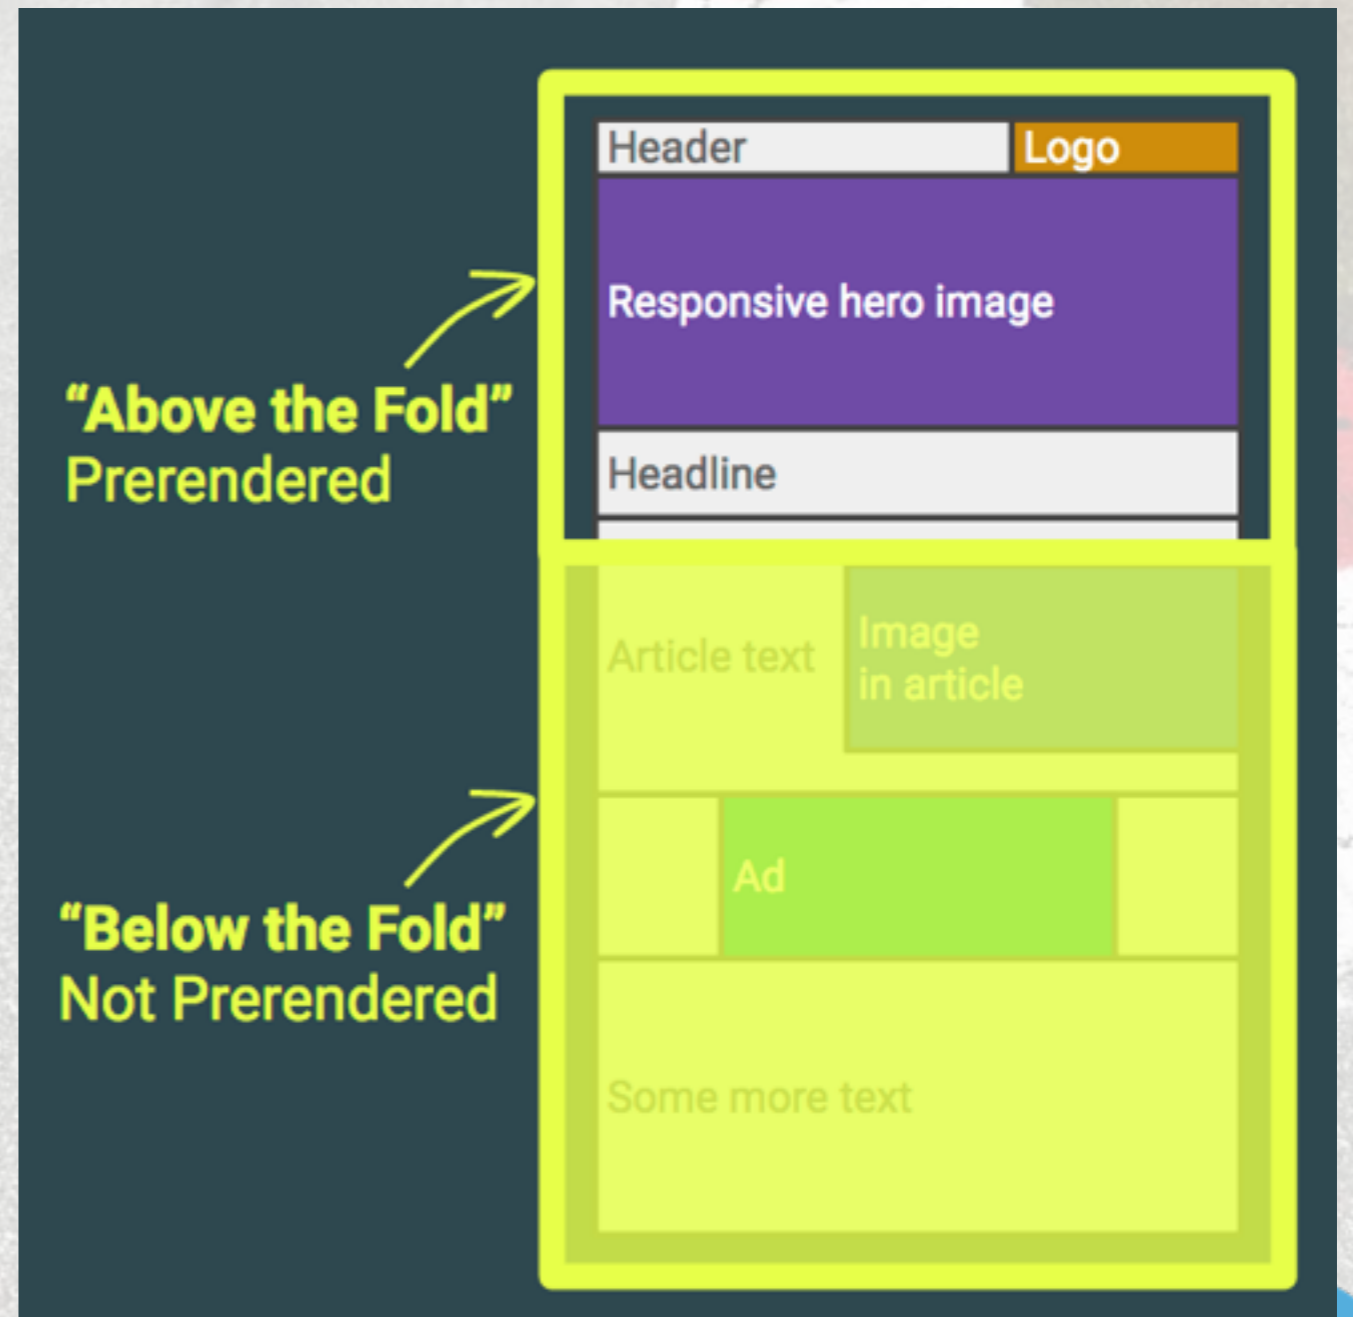 Header
Logo
Responsive hero image
“Above the Fold”
Prerendered
Headline
Article text
Image
in article
Ad
“Below the Fold”
Not Prerendered
Some more text